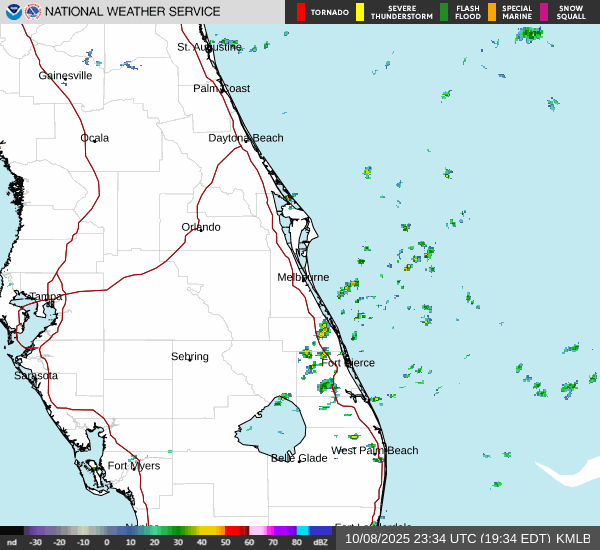 NATIONAL WEATHER SERVICE
TORNADO
SEVERE
THUNDERSTORM
FLASH
FLOOD
SPECIAL
MARINE
SNOW
SQUALL
St. Augustine
Gainesville
Palm Coast
Ocala
Daytona Beach
Orlando
Melbourne
Tampa
Sebring
Fort Pierce
Sarasota
West Palm Beach
Belle Glade
Fort Myers
nd -30 -20 -10 0 10 20 30 40 50 60 70 80 dBZ
10/08/2025 23:34 UTC (19:34 EDT) KMLB